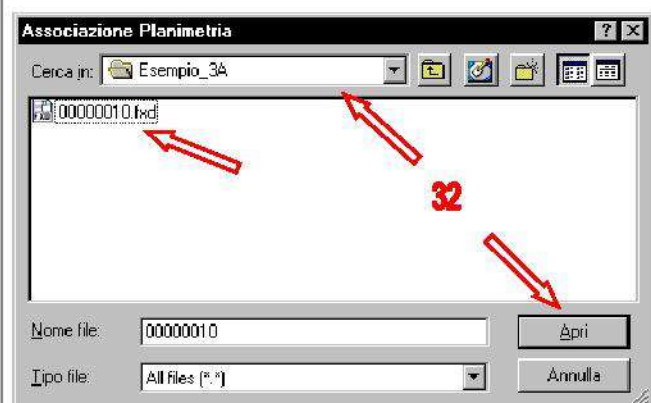 Associazione Planimetria
Cerca in: Esempio_3A
00000010.fxd
32
Nome file: 00000010 Apri
Tipo file: All files (*.*) Annulla